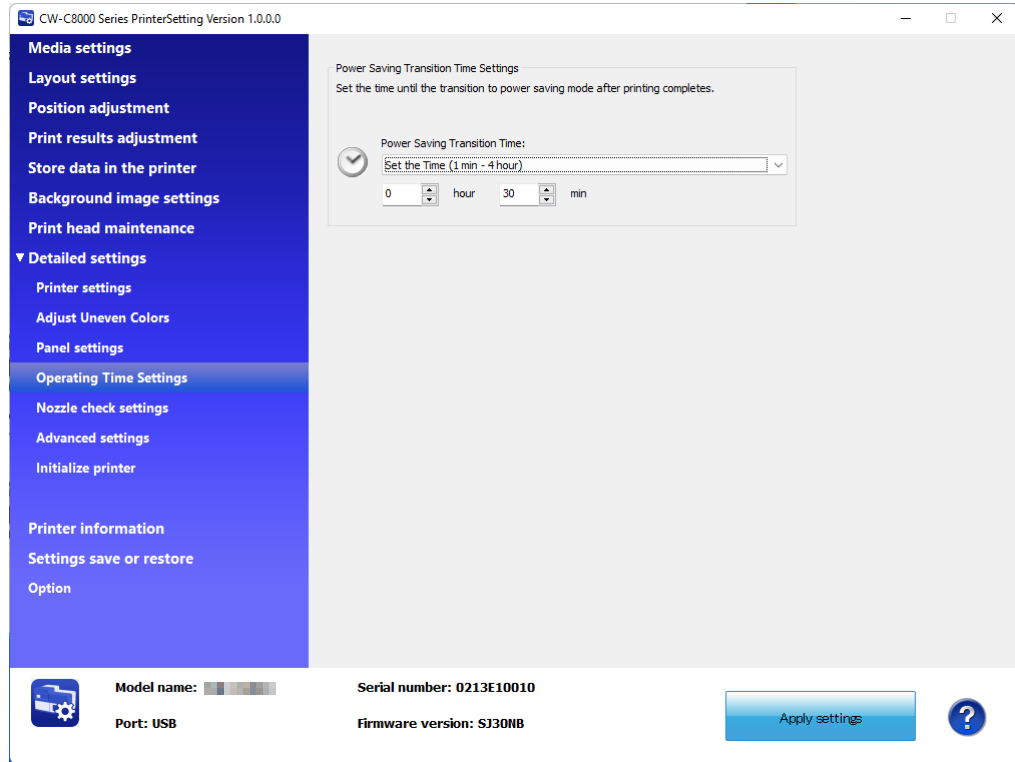 CW-C8000 Series PrinterSetting Version 1.0.0.0
Media settings
Layout settings
Position adjustment
Print results adjustment
Store data in the printer
Background image settings
Print head maintenance
Detailed settings
Printer settings
Adjust Uneven Colors
Panel settings
Operating Time Settings
Nozzle check settings
Advanced settings
Initialize printer
Printer information
Settings save or restore
Option
Power Saving Transition Time Settings
Set the time until the transition to power saving mode after printing completes.
Power Saving Transition Time:
Set the Time (1 min - 4 hour)
0 hour 30 min
Model name:
Serial number: 0213E10010
Port: USB
Firmware version: SJ30NB
Apply settings
?